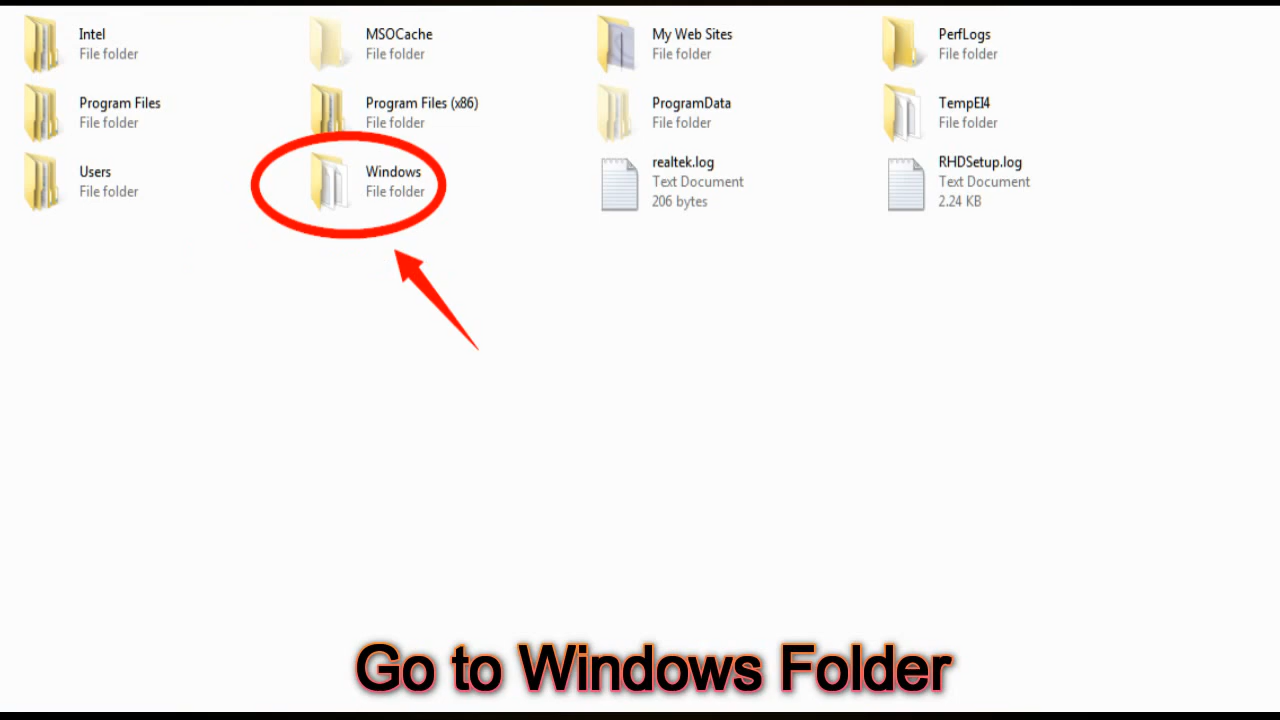 Intel
File folder
MSOCache
File folder
My Web Sites
File folder
PerfLogs
File folder
Program Files
File folder
Program Files (x86)
File folder
ProgramData
File folder
TempEI4
File folder
Users
File folder
Windows
File folder
realtek.log
Text Document
206 bytes
RHDSetup.log
Text Document
2.24 KB
Go to Windows Folder